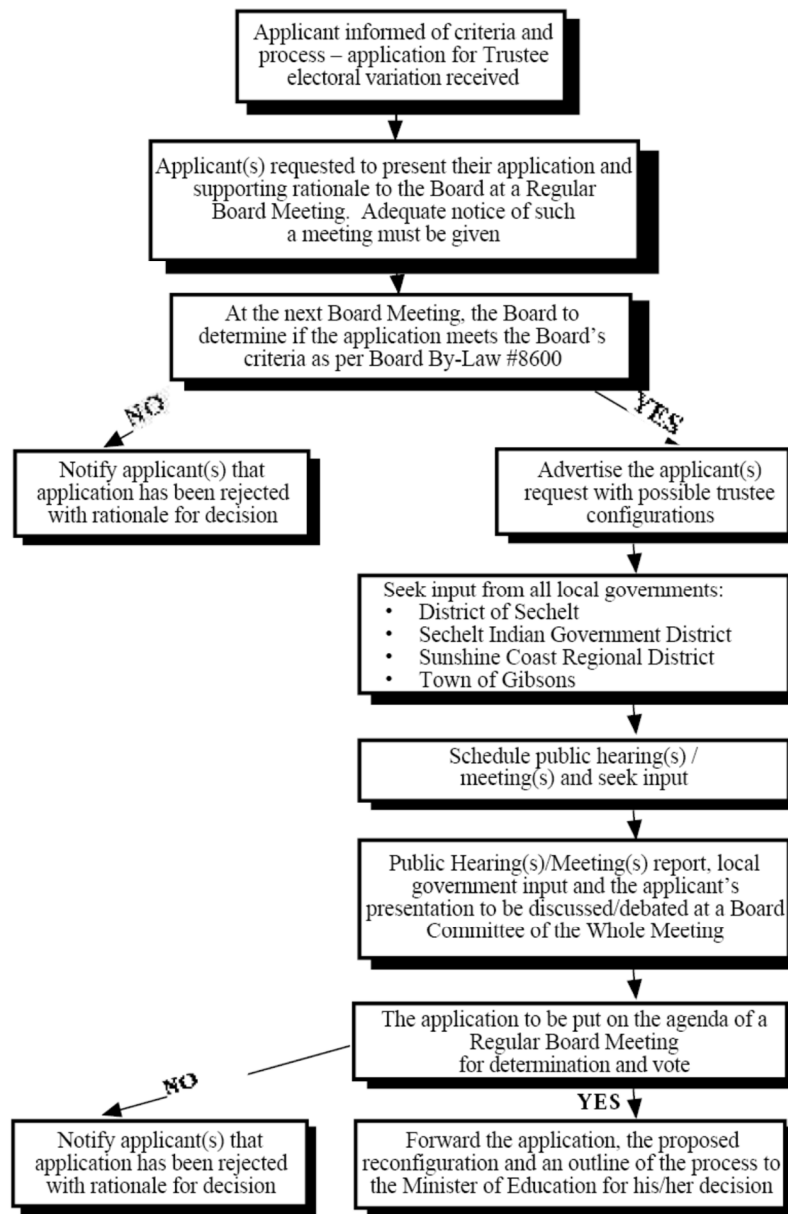 Applicant informed of criteria and
process – application for Trustee
electoral variation received
Applicant(s) requested to present their application and
supporting rationale to the Board at a Regular
Board Meeting. Adequate notice of such
a meeting must be given
At the next Board Meeting, the Board to
determine if the application meets the Board's
criteria as per Board By-Law #8600
NO
YES
Notify applicant(s) that
application has been rejected
with rationale for decision
Advertise the applicant(s)
request with possible trustee
configurations
Seek input from all local governments:
• District of Sechelt
• Sechelt Indian Government District
• Sunshine Coast Regional District
• Town of Gibsons
Schedule public hearing(s) /
meeting(s) and seek input
Public Hearing(s)/Meeting(s) report, local
government input and the applicant's
presentation to be discussed/debated at a Board
Committee of the Whole Meeting
The application to be put on the agenda of a
Regular Board Meeting
for determination and vote
NO
YES
Notify applicant(s) that
application has been rejected
with rationale for decision
Forward the application, the proposed
reconfiguration and an outline of the process to
the Minister of Education for his/her decision